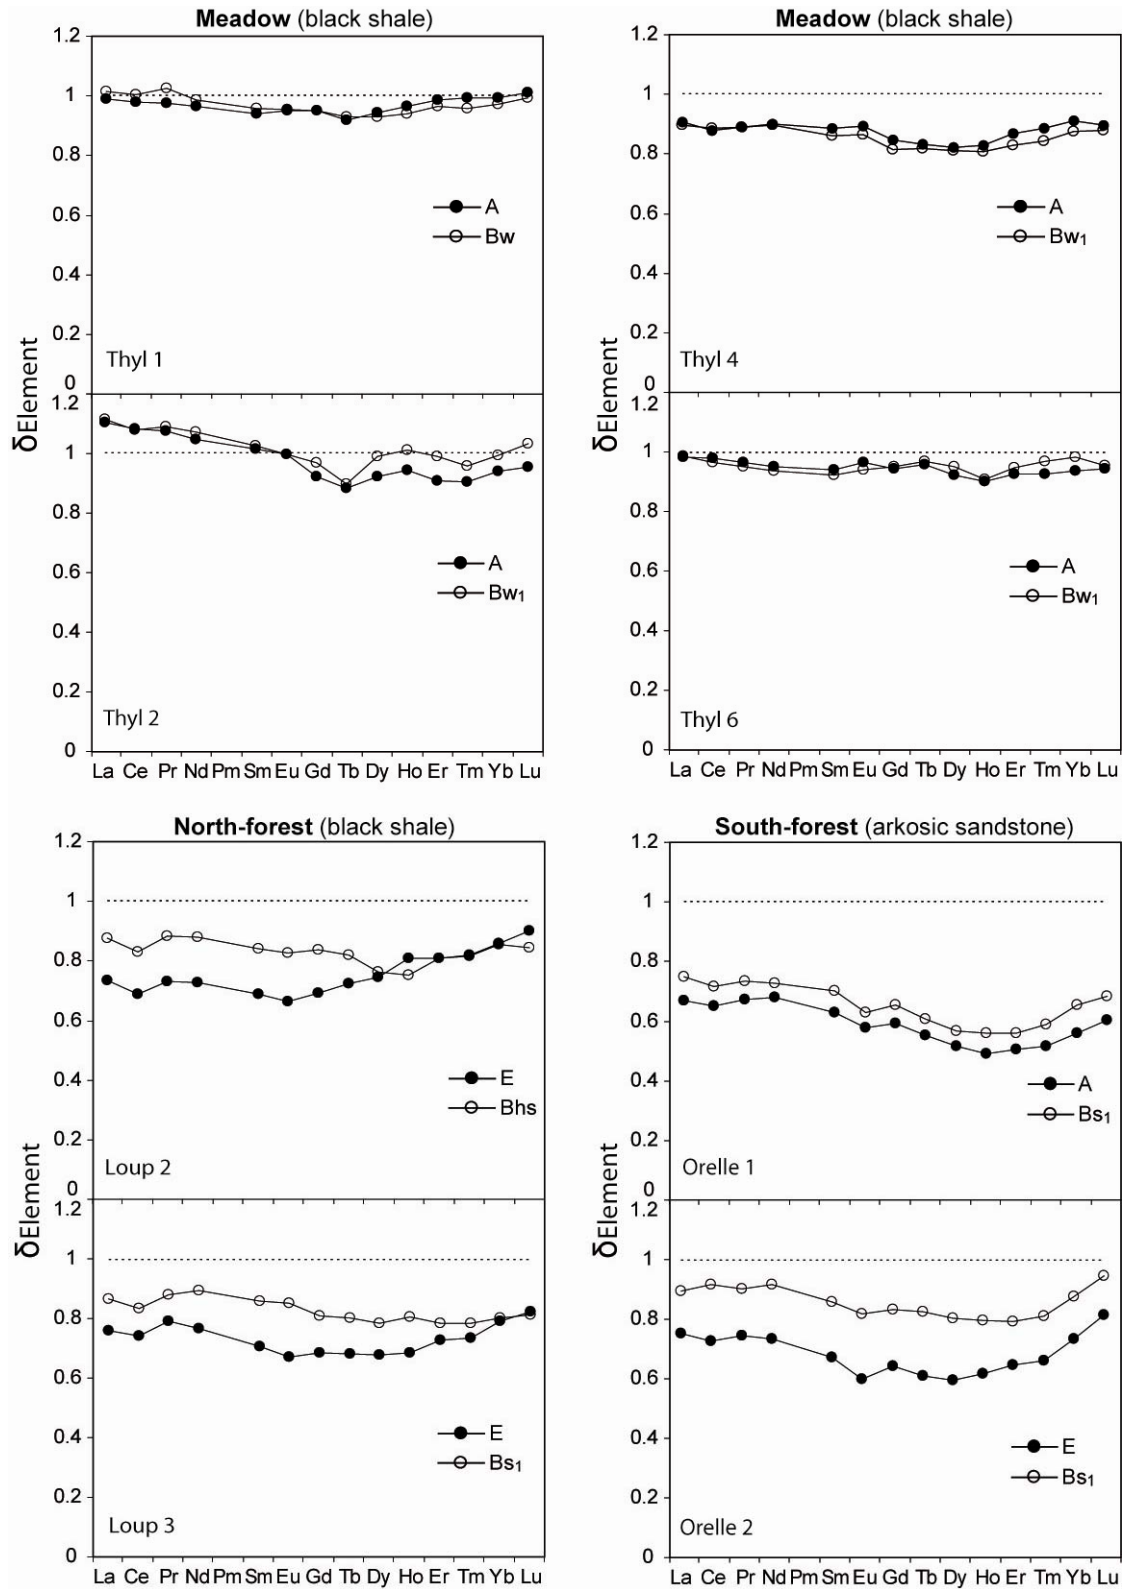 Meadow (black shale)
1.2
1
0.8
0.6
0.4
0.2
0
A
Bw
Thyl 1
δElement
1.2
1
0.8
0.6
0.4
0.2
0
A
Bw1
Thyl 2
La Ce Pr Nd Pm Sm Eu Gd Tb Dy Ho Er Tm Yb Lu
Meadow (black shale)
1.2
1
0.8
0.6
0.4
0.2
0
A
Bw1
Thyl 4
δElement
1.2
1
0.8
0.6
0.4
0.2
0
A
Bw1
Thyl 6
La Ce Pr Nd Pm Sm Eu Gd Tb Dy Ho Er Tm Yb Lu
North-forest (black shale)
1.2
1
0.8
0.6
0.4
0.2
0
E
Bhs
Loup 2
δElement
1.2
1
0.8
0.6
0.4
0.2
0
E
Bs1
Loup 3
La Ce Pr Nd Pm Sm Eu Gd Tb Dy Ho Er Tm Yb Lu
South-forest (arkosic sandstone)
1.2
1
0.8
0.6
0.4
0.2
0
A
Bs1
Orelle 1
δElement
1.2
1
0.8
0.6
0.4
0.2
0
E
Bs1
Orelle 2
La Ce Pr Nd Pm Sm Eu Gd Tb Dy Ho Er Tm Yb Lu